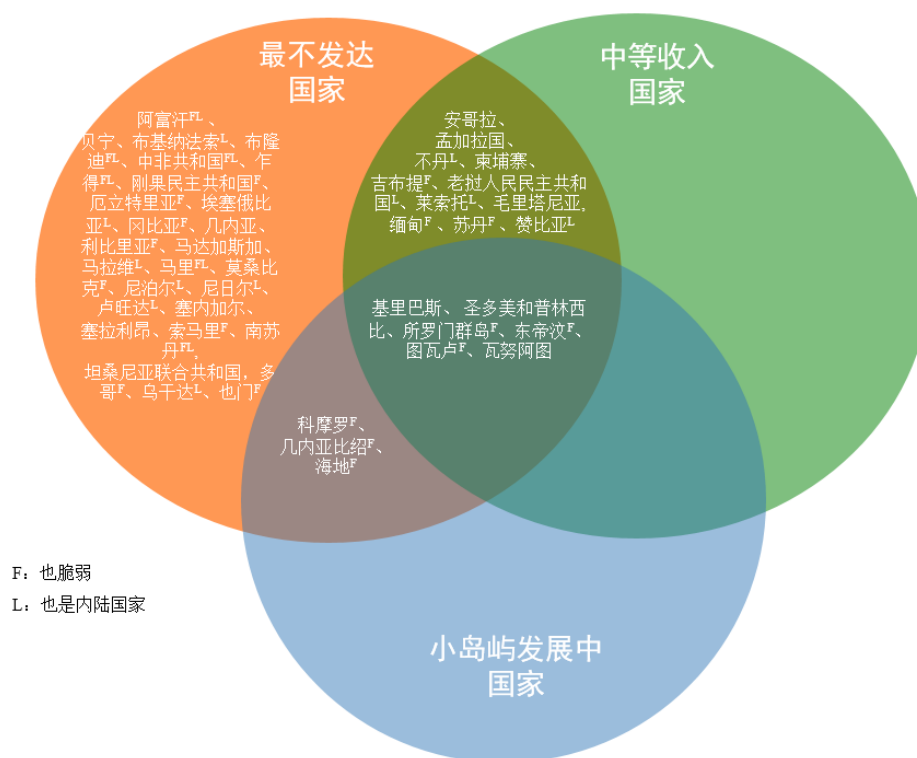 最不发达
国家
中等收入
国家
阿富汗ᶠᴸ 、
贝宁、布基纳法索ᴸ、布隆
迪ᶠᴸ、中非共和国ᶠᴸ、乍
得ᶠᴸ、刚果民主共和国ᶠ、
厄立特里亚ᶠ、埃塞俄比
亚ᴸ、冈比亚ᶠ、几内亚、
利比里亚ᶠ、马达加斯加、
马拉维ᴸ、马里ᶠᴸ、莫桑比
克ᶠ、尼泊尔ᴸ、尼日尔ᴸ、
卢旺达ᴸ、塞内加尔、
塞拉利昂、索马里ᶠ、南苏
丹ᶠᴸ,
坦桑尼亚联合共和国，多
哥ᶠ、乌干达ᴸ、也门ᶠ
安哥拉、
孟加拉国、
不丹ᴸ、柬埔寨、
吉布提ᶠ、老挝人民民主共和
国ᴸ、莱索托ᴸ、毛里塔尼亚,
缅甸ᶠ 、苏丹ᶠ 、赞比亚ᴸ
基里巴斯、 圣多美和普林西
比、所罗门群岛ᶠ、东帝汶ᶠ、
图瓦卢ᶠ、瓦努阿图
科摩罗ᶠ、
几内亚比绍ᶠ、
海地ᶠ
F：也脆弱
L：也是内陆国家
小岛屿发展中
国家